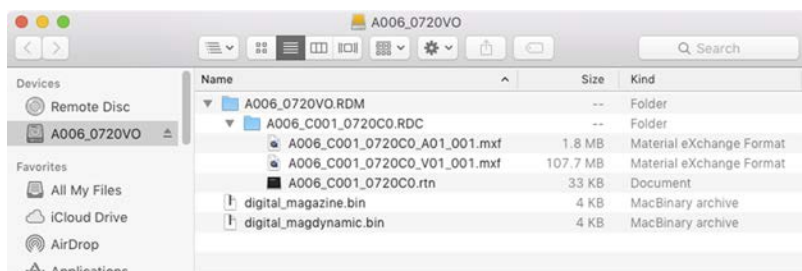 A006_0720VO
Search
Devices
Remote Disc
A006_0720VO
Favorites
All My Files
iCloud Drive
AirDrop
Applications
Name Size Kind
A006_0720VO.RDM -- Folder
A006_C001_0720C0.RDC -- Folder
A006_C001_0720C0_A01_001.mxf 1.8 MB Material eXchange Format
A006_C001_0720C0_V01_001.mxf 107.7 MB Material eXchange Format
A006_C001_0720C0.rtn 33 KB Document
digital_magazine.bin 4 KB MacBinary archive
digital_magdynamic.bin 4 KB MacBinary archive